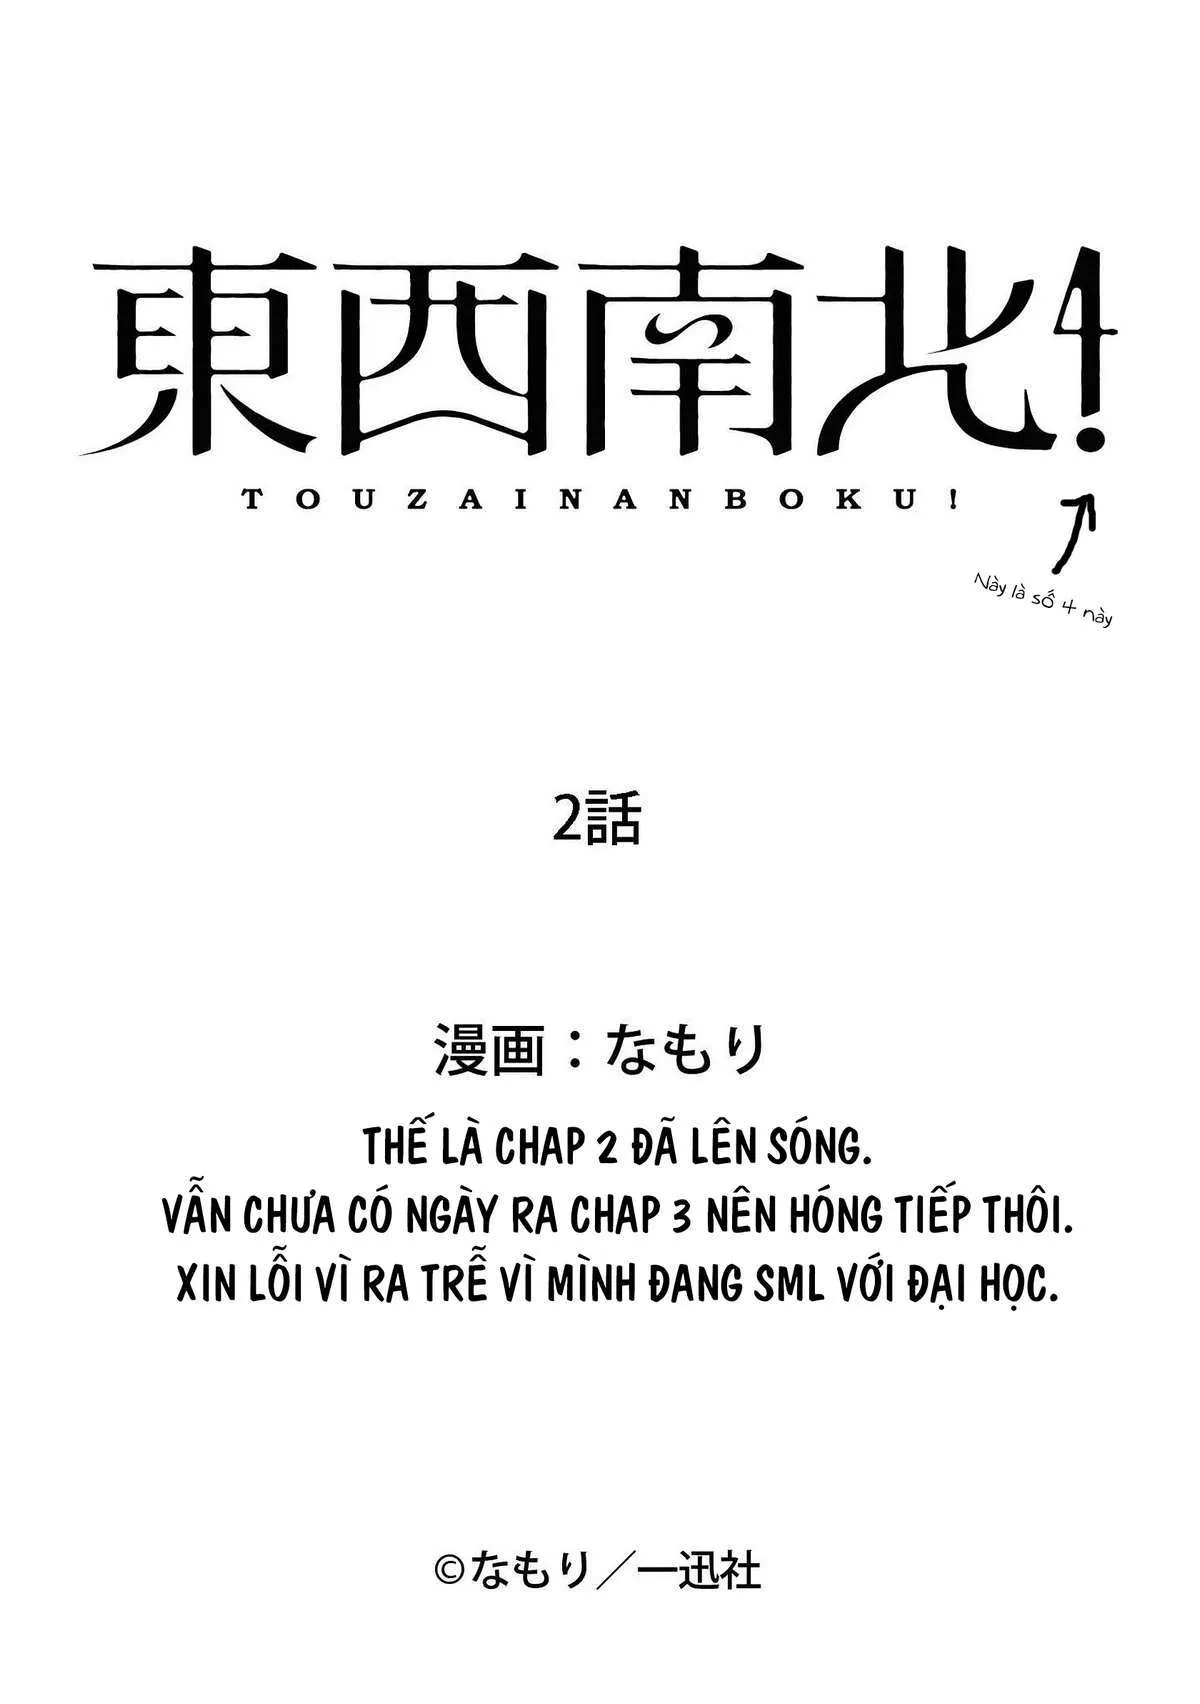 東西南北4!
TOUZAINANBOKU!
Này là số 4 này
2話
漫画：なもり
THẾ LÀ CHAP 2 ĐÃ LÊN SÓNG.
VẪN CHƯA CÓ NGÀY RA CHAP 3 NÊN HÓNG TIẾP THÔI.
XIN LỖI VÌ RA TRỄ VÌ MÌNH ĐANG SML VỚI ĐẠI HỌC.
©なもり／一迅社